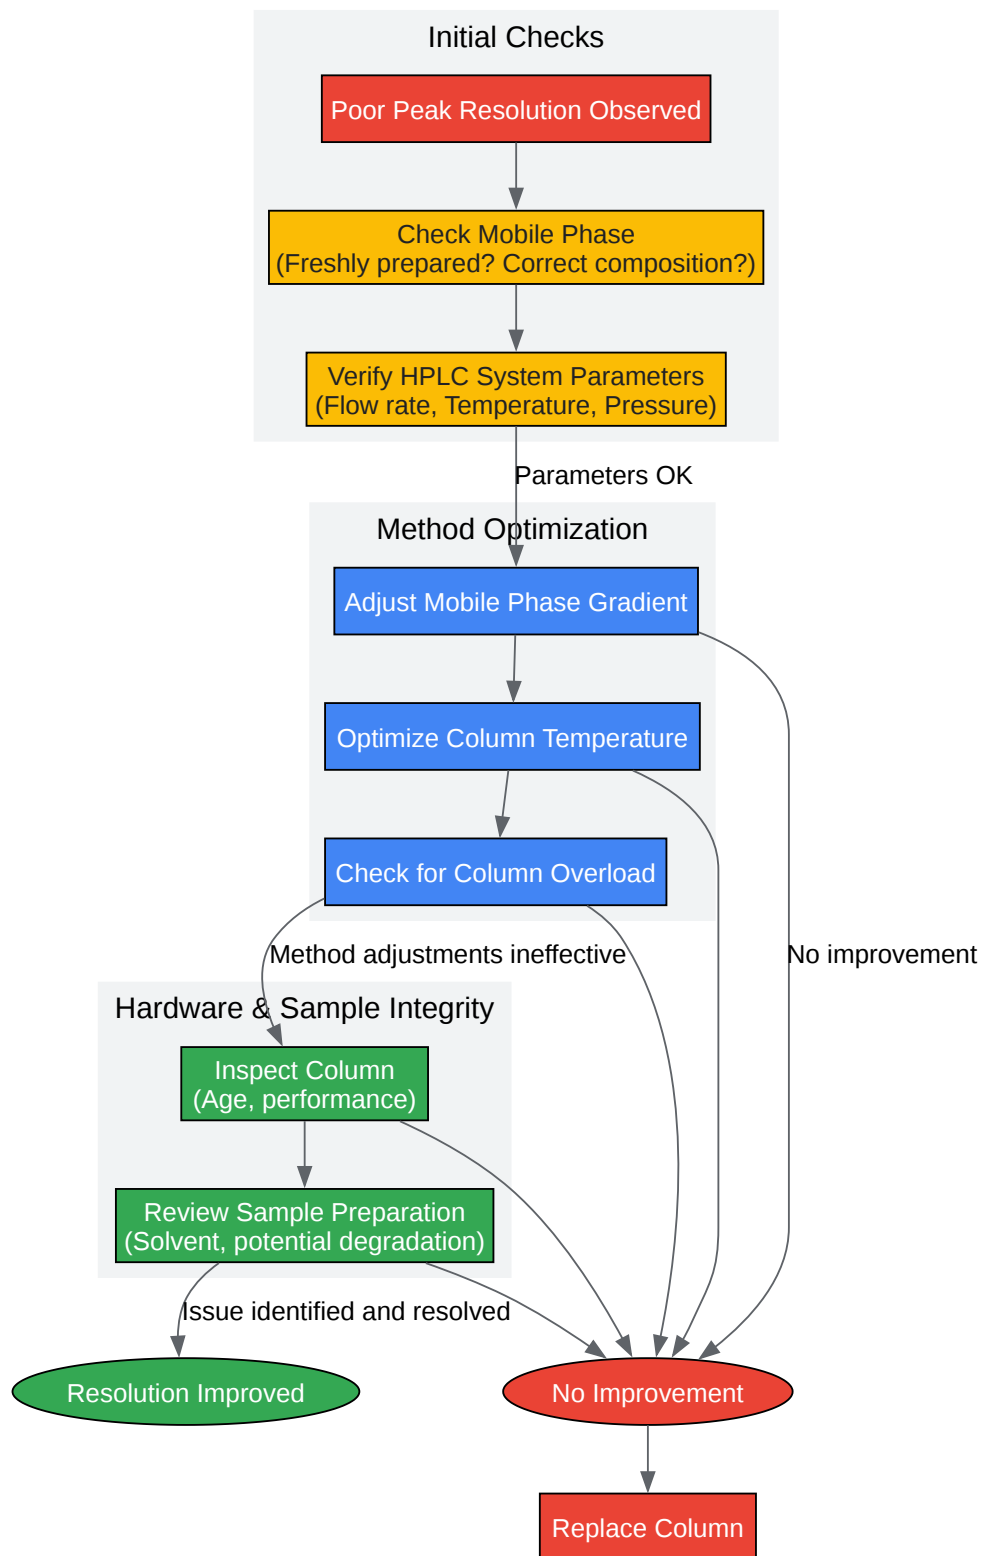 Initial Checks
Poor Peak Resolution Observed
Check Mobile Phase
(Freshly prepared? Correct composition?)
Verify HPLC System Parameters
(Flow rate, Temperature, Pressure)
Parameters OK
Method Optimization
Adjust Mobile Phase Gradient
Optimize Column Temperature
Check for Column Overload
Method adjustments ineffective
No improvement
Hardware & Sample Integrity
Inspect Column
(Age, performance)
Review Sample Preparation
(Solvent, potential degradation)
Issue identified and resolved
Resolution Improved
No Improvement
Replace Column